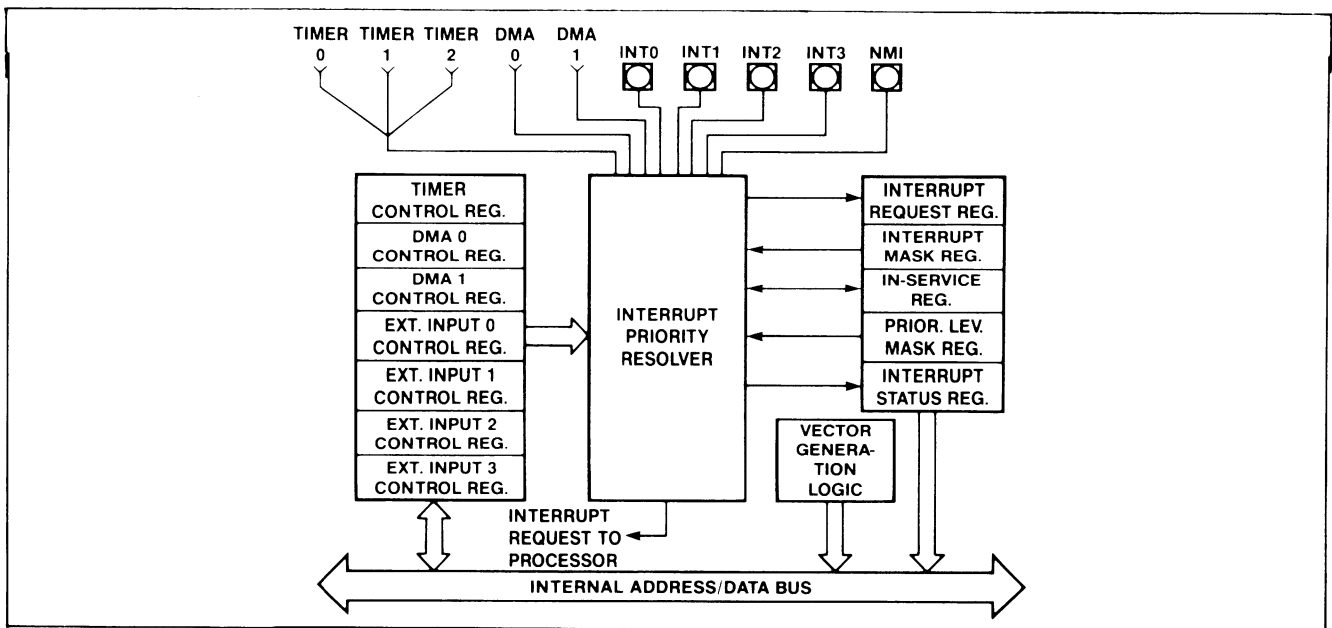 TIMER TIMER TIMER DMA DMA
0 1 2 0 1
INT0 INT1 INT2 INT3 NMI
TIMER
CONTROL REG.
DMA 0
CONTROL REG.
DMA 1
CONTROL REG.
EXT. INPUT 0
CONTROL REG.
EXT. INPUT 1
CONTROL REG.
EXT. INPUT 2
CONTROL REG.
EXT. INPUT 3
CONTROL REG.
INTERRUPT
PRIORITY
RESOLVER
INTERRUPT
REQUEST REG.
INTERRUPT
MASK REG.
IN-SERVICE
REG.
PRIOR. LEV.
MASK REG.
INTERRUPT
STATUS REG.
VECTOR
GENERA-
TION
LOGIC
INTERRUPT
REQUEST TO
PROCESSOR
INTERNAL ADDRESS/DATA BUS